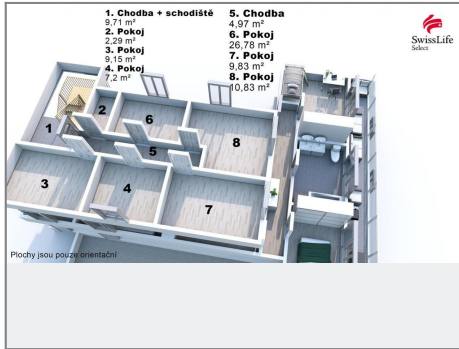 1. Chodba + schodiště
9,71 m²
2. Pokoj
2,29 m²
3. Pokoj
9,15 m²
4. Pokoj
7,2 m²
5. Chodba
4,97 m²
6. Pokoj
26,78 m²
7. Pokoj
9,83 m²
8. Pokoj
10,83 m²
SwissLife
Select
1
2
6
5
8
3
4
7
Plochy jsou pouze orientační